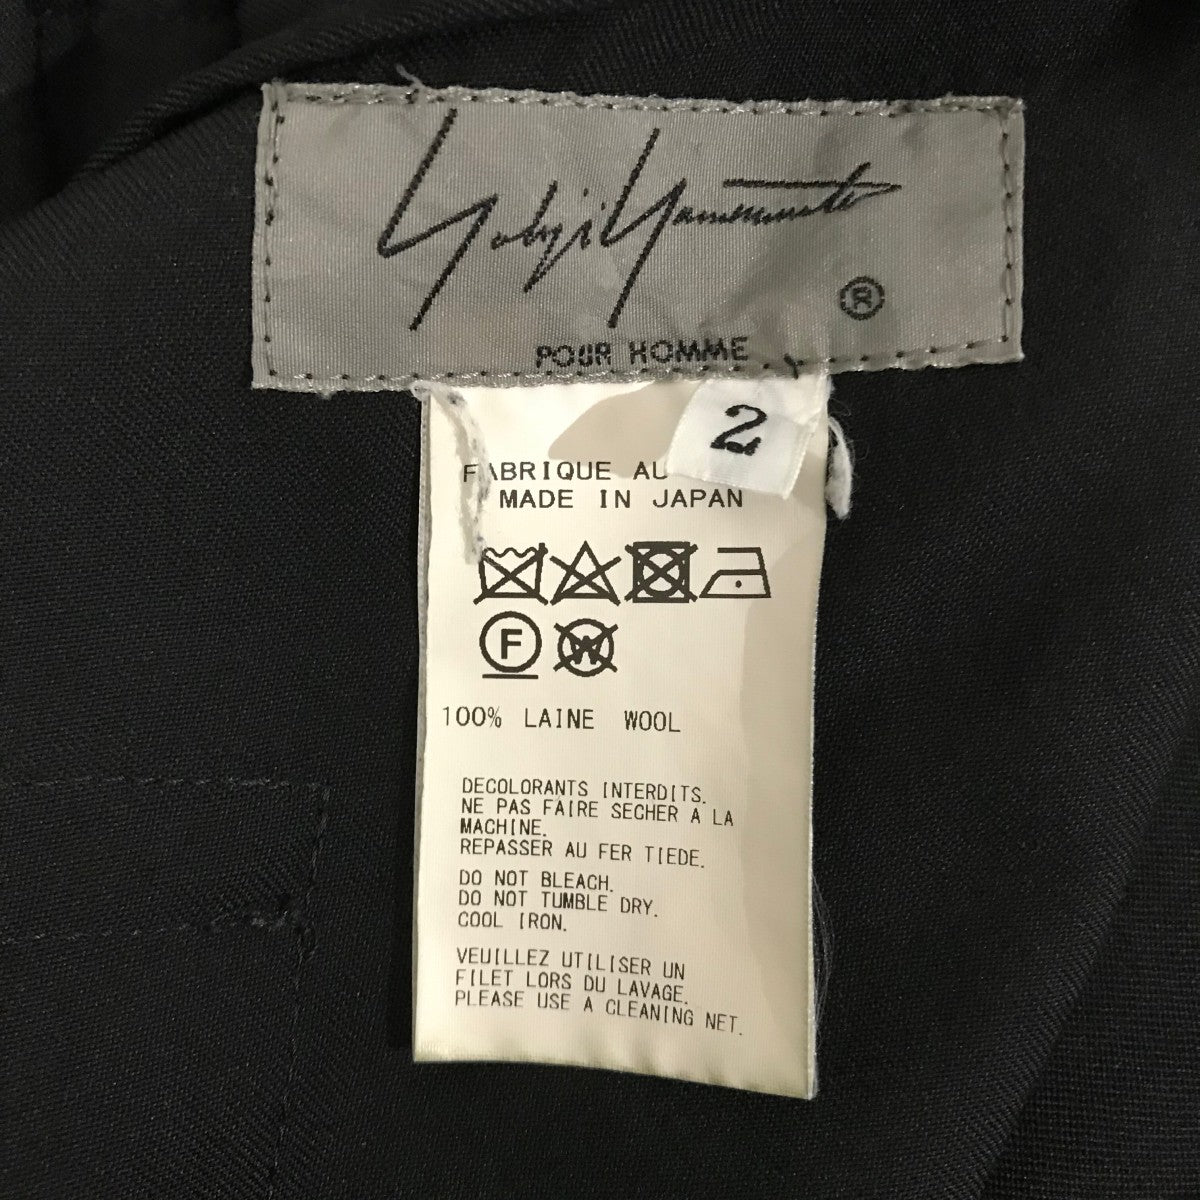 Yohji Yamamoto
®
POUR HOMME
2
FABRIQUE AU
MADE IN JAPAN
F W
100% LAINE WOOL
DECOLORANTS INTERDITS.
NE PAS FAIRE SECHER A LA
MACHINE.
REPASSER AU FER TIEDE.
DO NOT BLEACH.
DO NOT TUMBLE DRY.
COOL IRON.
VEUILLEZ UTILISER UN
FILET LORS DU LAVAGE.
PLEASE USE A CLEANING NET.